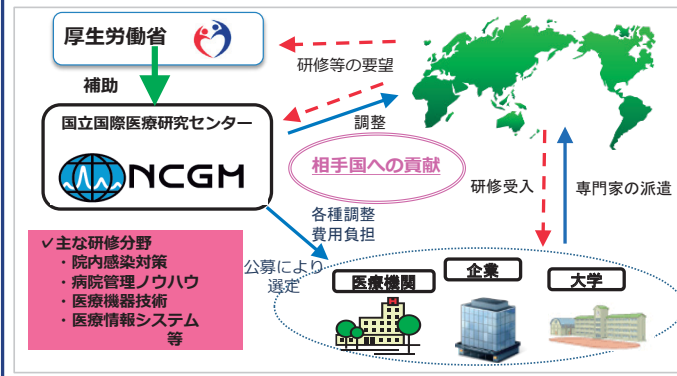 厚生労働省
補助
研修等の要望
国立国際医療研究センター
NCGM
調整
相手国への貢献
研修受入
専門家の派遣
各種調整
費用負担
公募により
選定
✓主な研修分野
・院内感染対策
・病院管理ノウハウ
・医療機器技術
・医療情報システム
等
医療機関
企業
大学